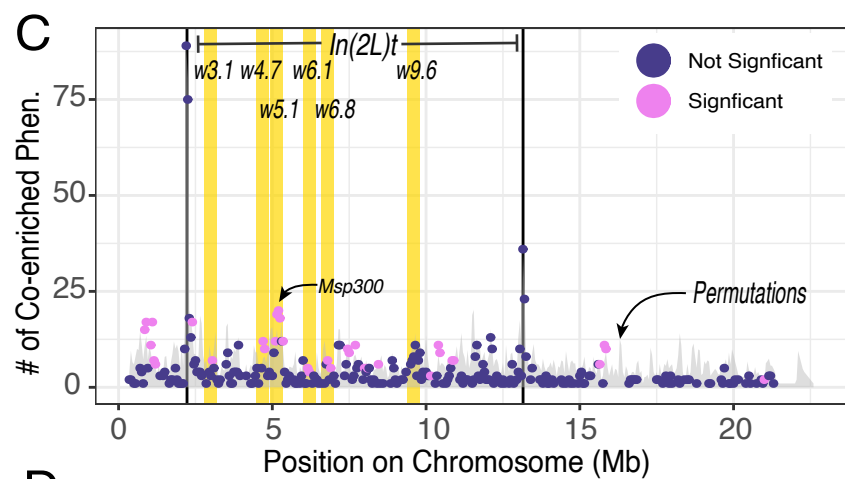 C
In(2L)t
w3.1 w4.7 w6.1 w9.6
w5.1 w6.8
Not Signficant
Signficant
Msp300
Permutations
# of Co-enriched Phen.
75
50
25
0
0 5 10 15 20
Position on Chromosome (Mb)